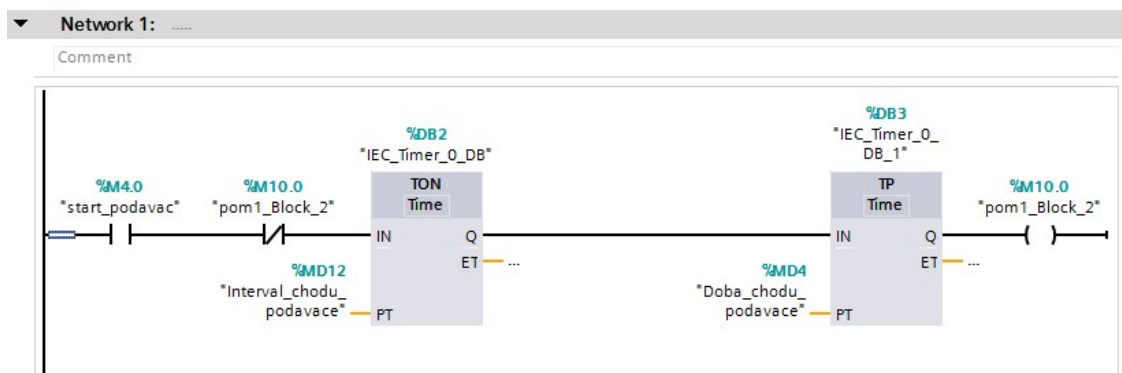 Network 1: .....
Comment
%DB2
"IEC_Timer_0_DB"
%DB3
"IEC_Timer_0_
DB_1"
%M4.0
"start_podavac"
%M10.0
"pom1_Block_2"
TON
Time
TP
Time
%M10.0
"pom1_Block_2"
IN
Q
IN
Q
ET
...
ET
...
%MD12
"Interval_chodu_
podavace"
PT
%MD4
"Doba_chodu_
podavace"
PT